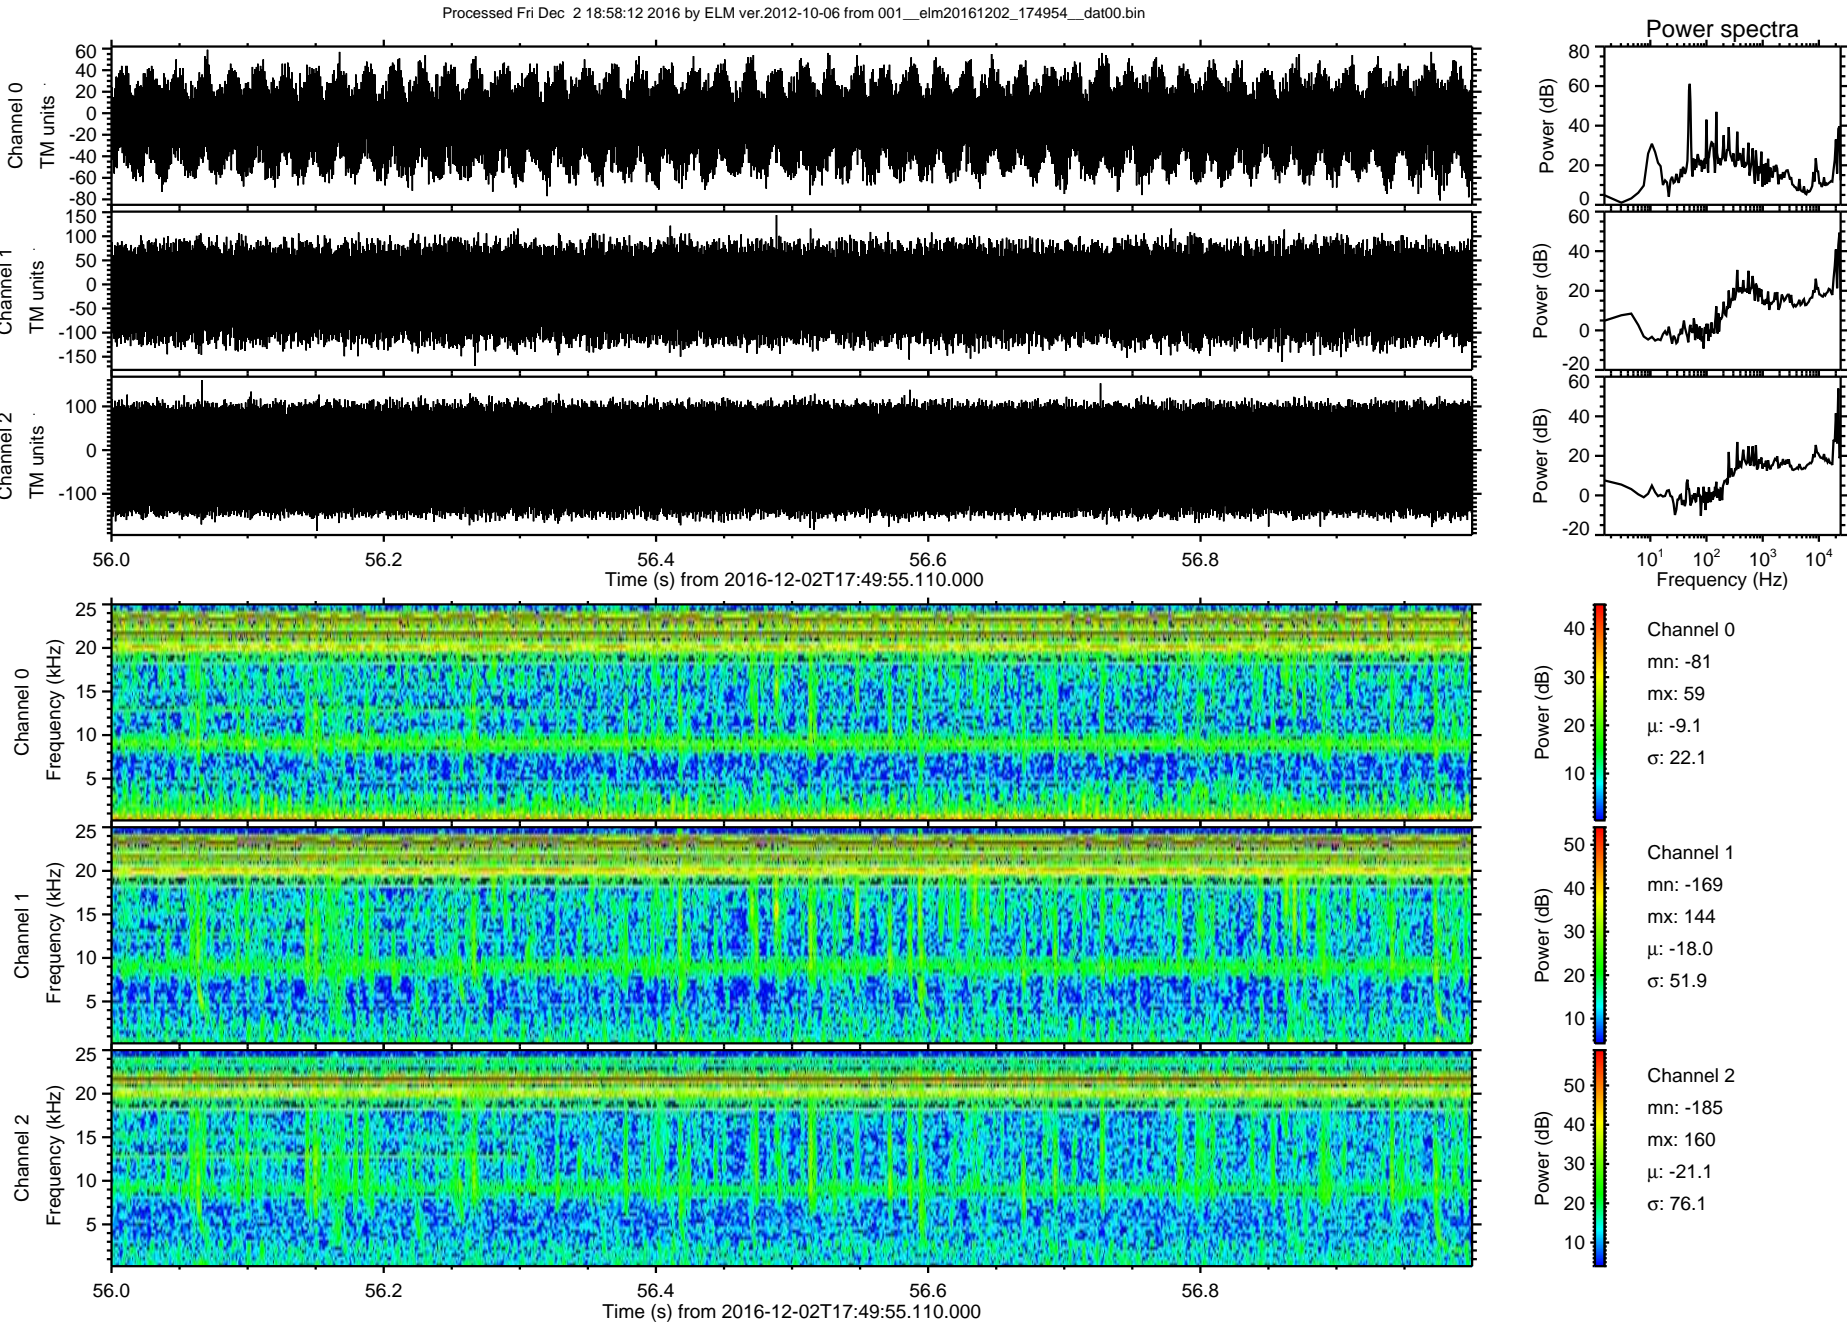 Processed Fri Dec  2 18:58:12 2016 by ELM ver.2012-10-06 from 001__elm20161202_174954__dat00.bin
Power spectra
Channel 0
TM units
60
40
20
0
-20
-40
-60
-80
Power (dB)
80
60
40
20
0
Channel 1
TM units
150
100
50
0
-50
-100
-150
Power (dB)
60
40
20
0
-20
Channel 2
TM units
100
0
-100
Power (dB)
60
40
20
0
-20
56.0 56.2 56.4 56.6 56.8
Time (s) from 2016-12-02T17:49:55.110.000
10¹ 10² 10³ 10⁴
Frequency (Hz)
Channel 0
Frequency (kHz)
25
20
15
10
5
Power (dB)
40
30
20
10
Channel 0
mn: -81
mx: 59
μ: -9.1
σ: 22.1
Channel 1
Frequency (kHz)
25
20
15
10
5
Power (dB)
50
40
30
20
10
Channel 1
mn: -169
mx: 144
μ: -18.0
σ: 51.9
Channel 2
Frequency (kHz)
25
20
15
10
5
Power (dB)
50
40
30
20
10
Channel 2
mn: -185
mx: 160
μ: -21.1
σ: 76.1
56.0 56.2 56.4 56.6 56.8
Time (s) from 2016-12-02T17:49:55.110.000